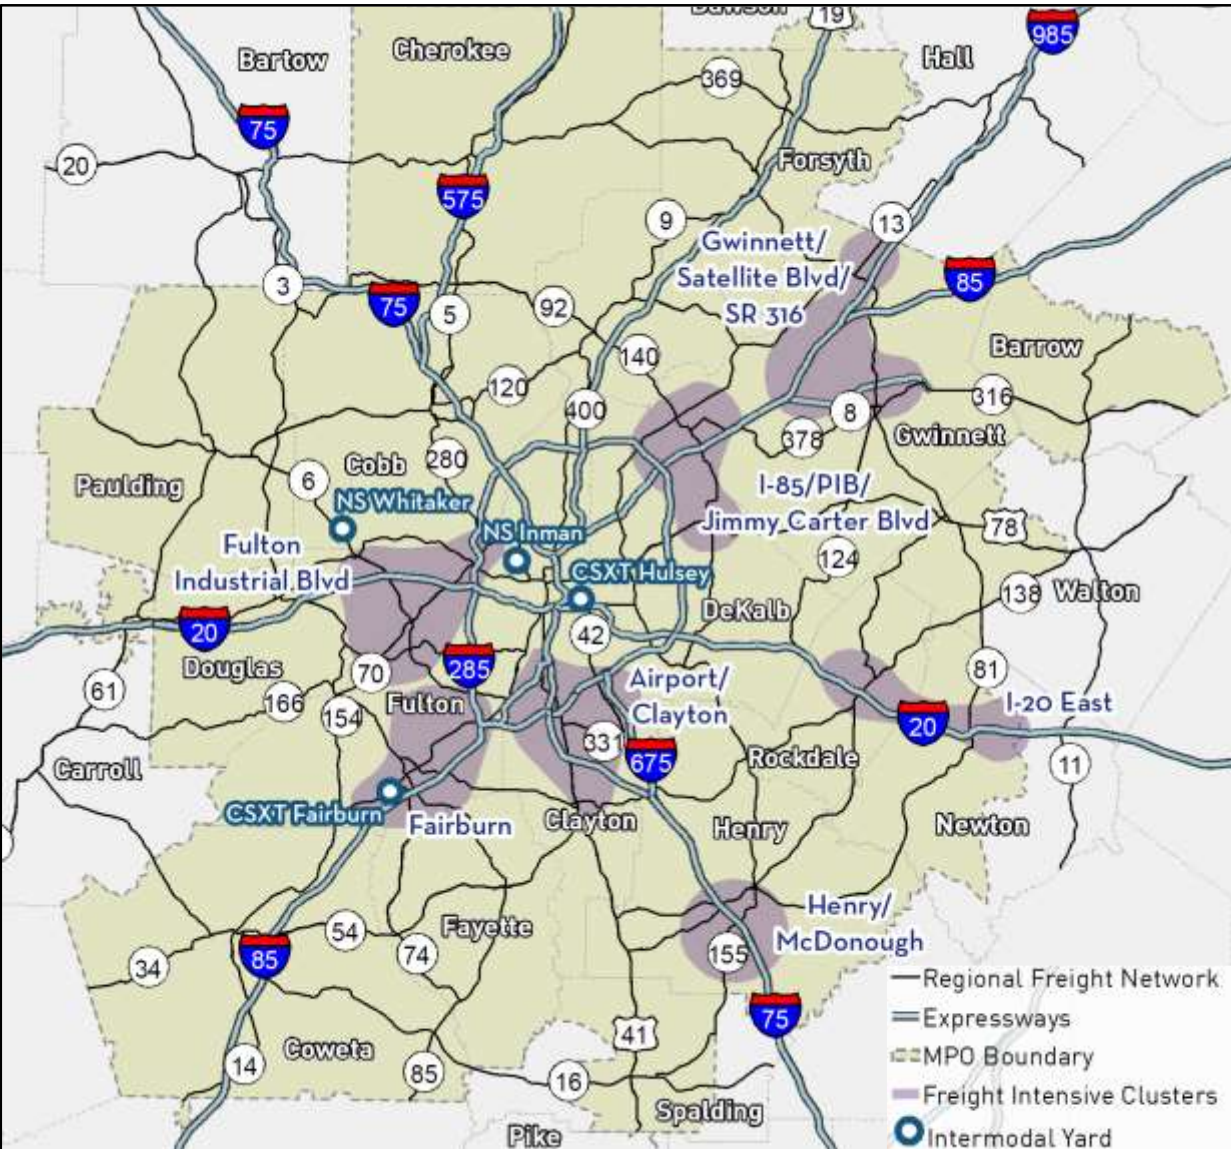 Dawson
19
Bartow
Cherokee
Hall
985
369
75
20
Forsyth
575
9
13
Gwinnett/
Satellite Blvd/
SR 316
85
3
75
5
92
Barrow
140
120
400
316
8
378
Gwinnett
280
Cobb
6
Paulding
I-85/PIB/
Jimmy Carter Blvd
NS Whitaker
NS Inman
78
Fulton
Industrial Blvd
124
CSXT Hulsey
138
Walton
DeKalb
20
42
Douglas
285
70
81
61
166
154
Fulton
Airport/
Clayton
I-20 East
20
331
675
Rockdale
11
Carroll
CSXT Fairburn
Fairburn
Clayton
Henry
Newton
Henry/
McDonough
54
Fayette
74
155
34
85
75
41
14
Coweta
85
16
Spalding
Pike
Regional Freight Network
Expressways
MPO Boundary
Freight Intensive Clusters
Intermodal Yard